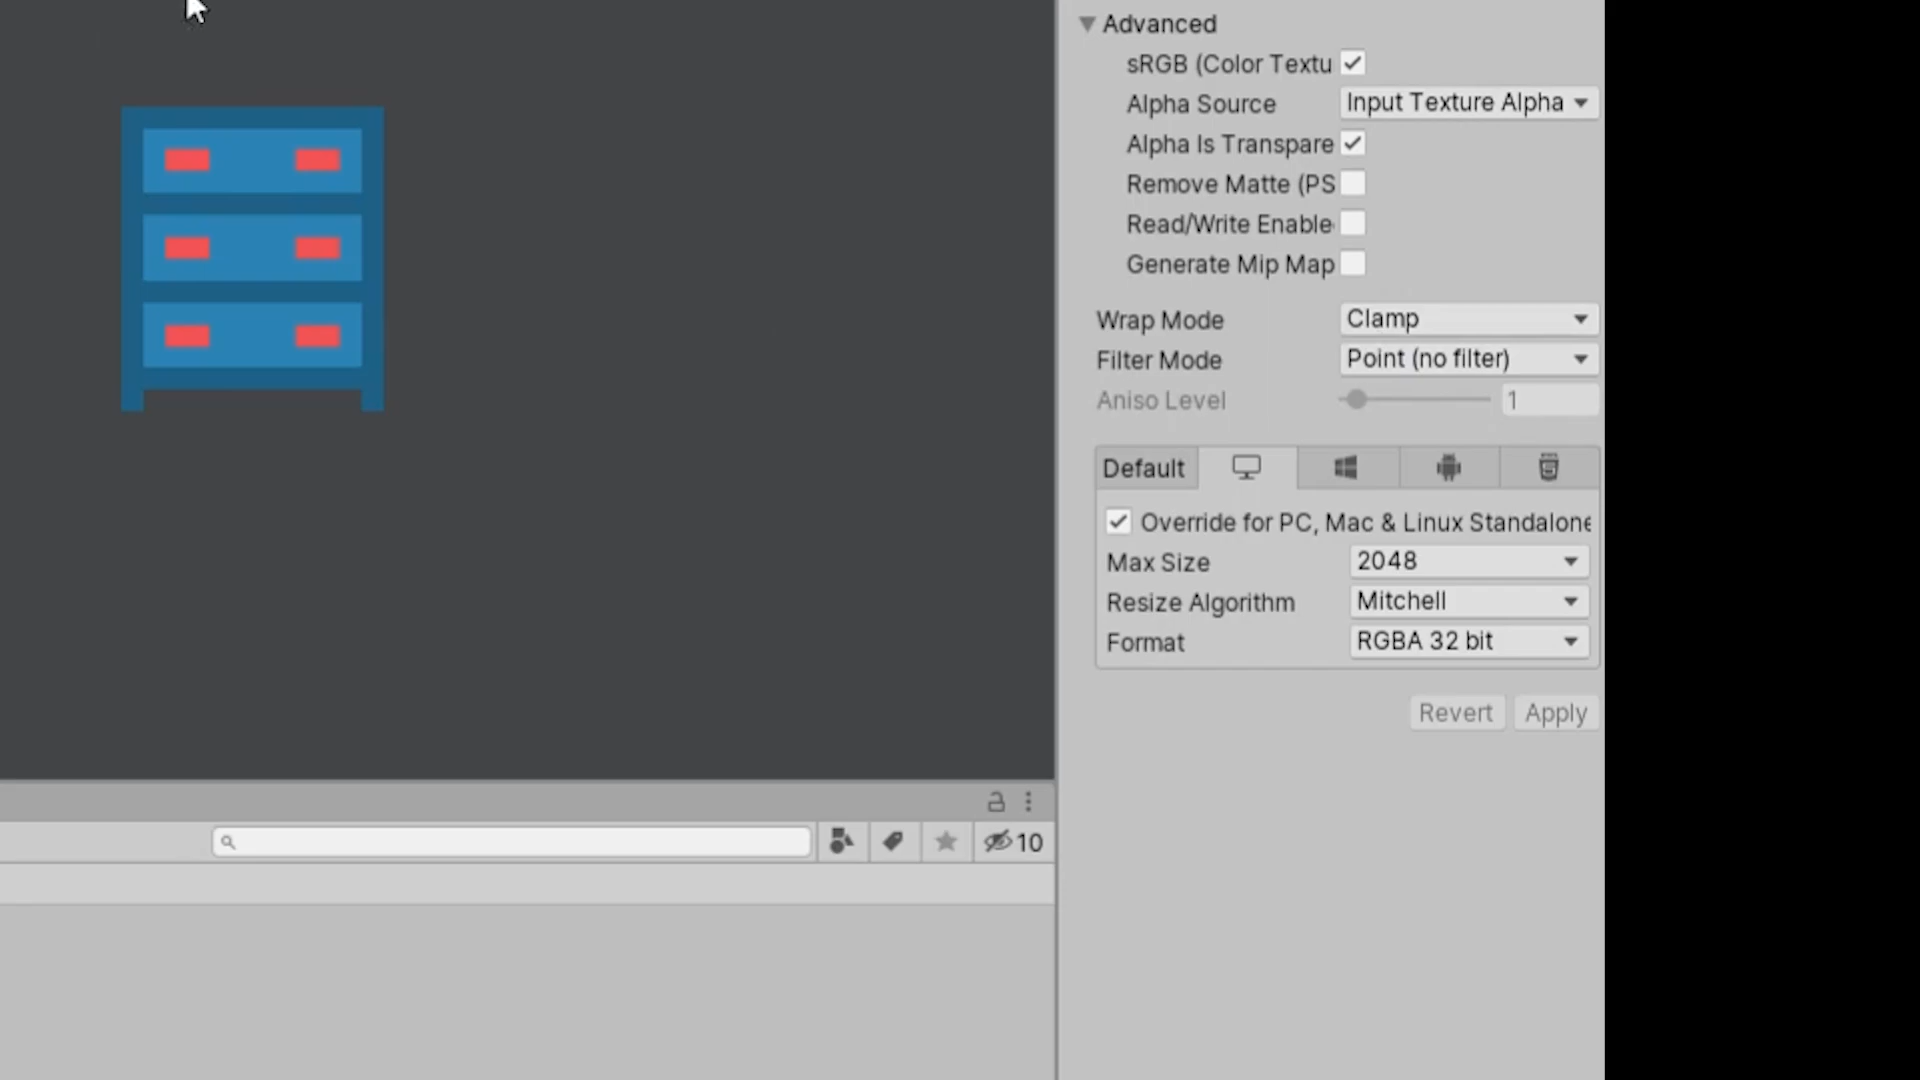 Advanced
sRGB (Color Textu
Alpha Source Input Texture Alpha
Alpha Is Transpare
Remove Matte (PS
Read/Write Enable
Generate Mip Map
Wrap Mode Clamp
Filter Mode Point (no filter)
Aniso Level 1
Default
Override for PC, Mac & Linux Standalone
Max Size 2048
Resize Algorithm Mitchell
Format RGBA 32 bit
Revert Apply
10